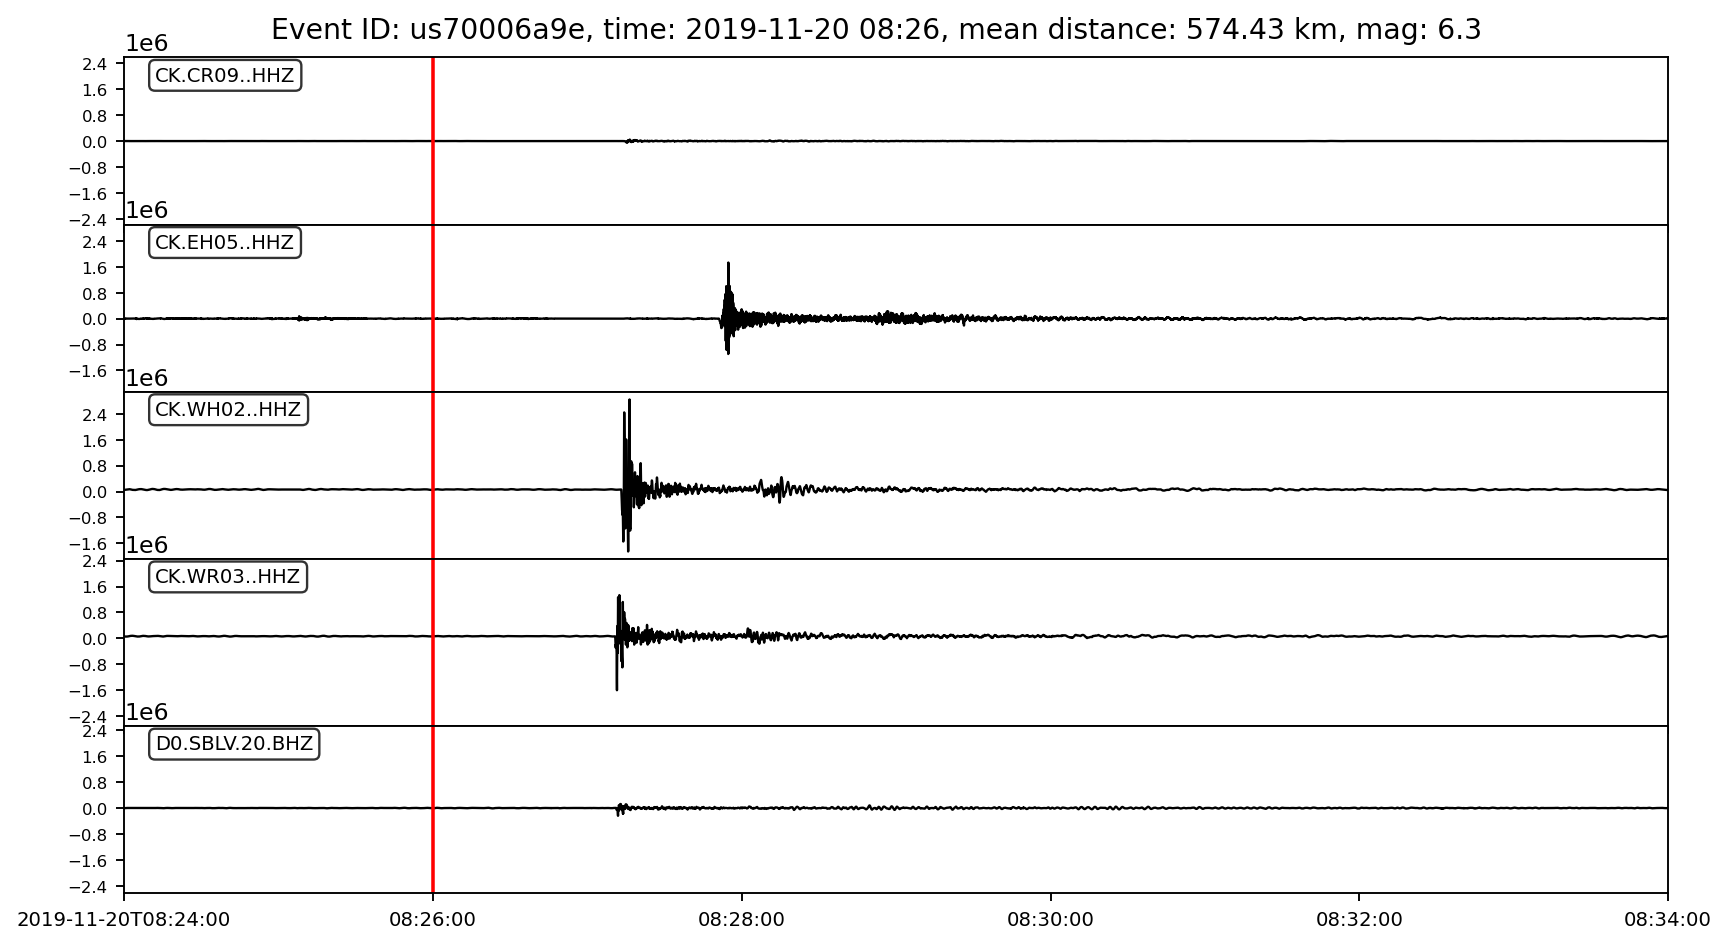 Event ID: us70006a9e, time: 2019-11-20 08:26, mean distance: 574.43 km, mag: 6.3
1e6
2.4
CK.CR09..HHZ
1.6
0.8
0.0
−0.8
−1.6
−2.4
1e6
2.4
CK.EH05..HHZ
1.6
0.8
0.0
−0.8
−1.6
1e6
2.4
CK.WH02..HHZ
1.6
0.8
0.0
−0.8
−1.6
1e6
2.4
CK.WR03..HHZ
1.6
0.8
0.0
−0.8
−1.6
−2.4
1e6
2.4
D0.SBLV.20.BHZ
1.6
0.8
0.0
−0.8
−1.6
−2.4
2019-11-20T08:24:00 08:26:00 08:28:00 08:30:00 08:32:00 08:34:00